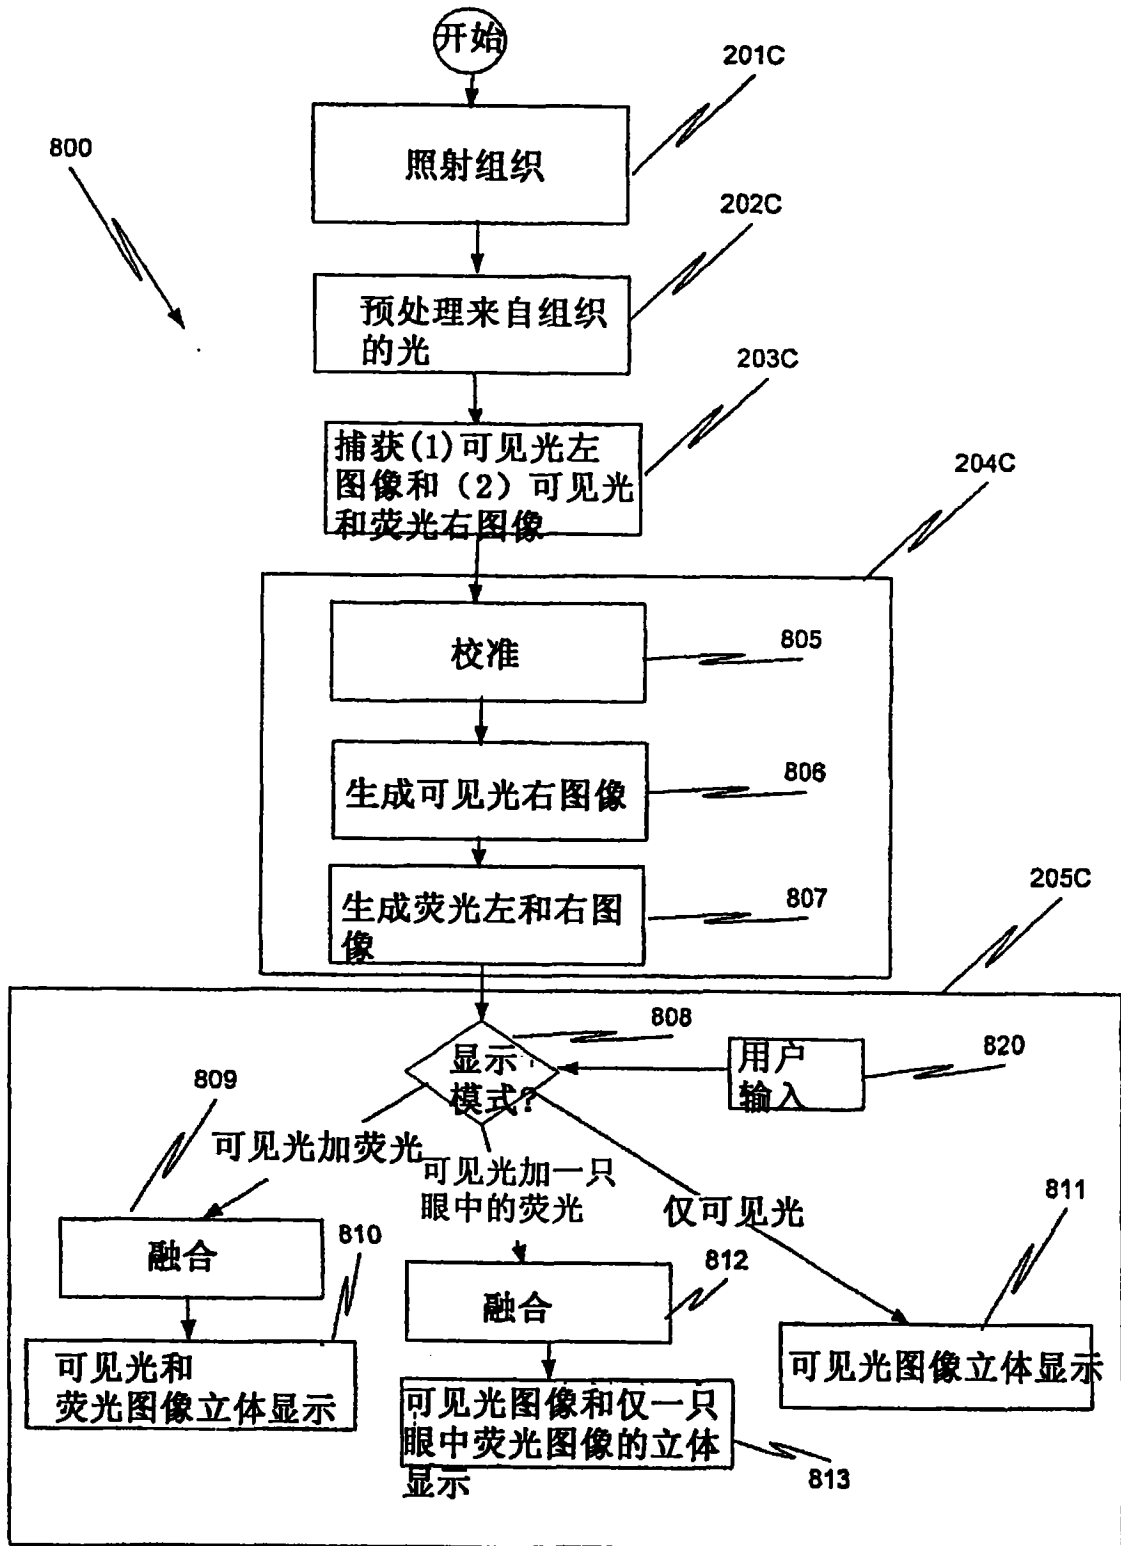 开始
201C
800
照射组织
202C
预处理来自组织
的光
203C
捕获(1)可见光左
图像和（2）可见光
和荧光右图像
204C
校准
805
生成可见光右图像
806
生成荧光左和右图
像
807
205C
808
显示
模式?
用户
输入
820
809
可见光加荧光
可见光加一只
眼中的荧光
仅可见光
811
融合
810
812
融合
可见光和
荧光图像立体显示
可见光图像立体显示
可见光图像和仅一只
眼中荧光图像的立体
显示
813